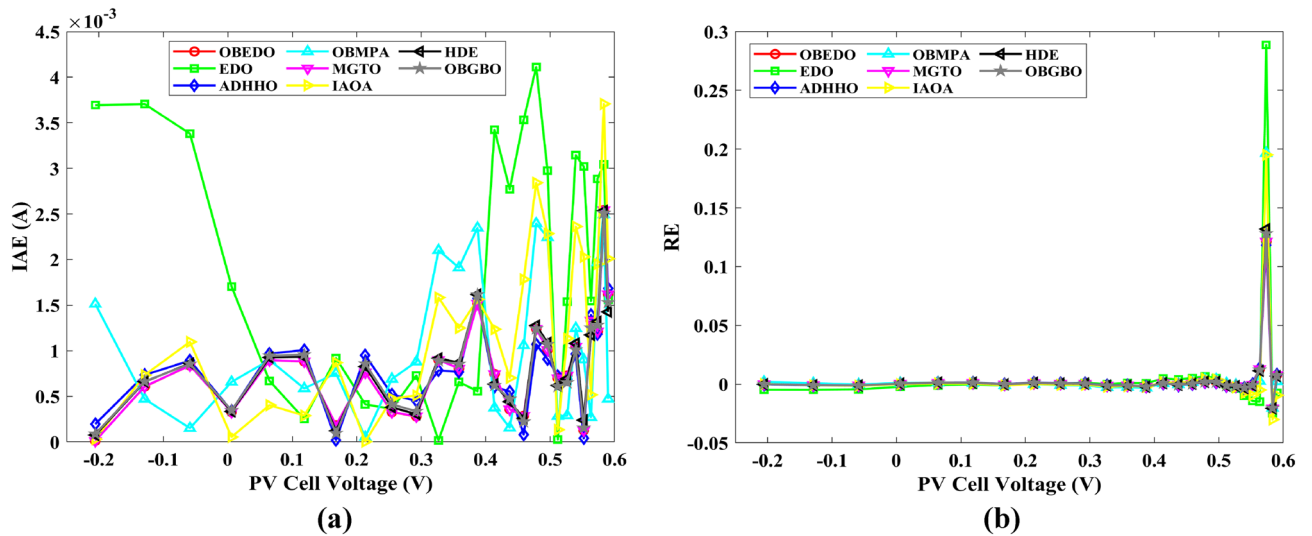 ×10⁻³
4.5
4
3.5
3
2.5
2
1.5
1
0.5
0
IAE (A)
OBEDO OBMPA HDE
EDO MGTO OBGBO
ADHHO IAOA
-0.2 -0.1 0 0.1 0.2 0.3 0.4 0.5 0.6
PV Cell Voltage (V)
(a)
0.3
0.25
0.2
0.15
0.1
0.05
0
-0.05
RE
OBEDO OBMPA HDE
EDO MGTO OBGBO
ADHHO IAOA
-0.2 -0.1 0 0.1 0.2 0.3 0.4 0.5 0.6
PV Cell Voltage (V)
(b)